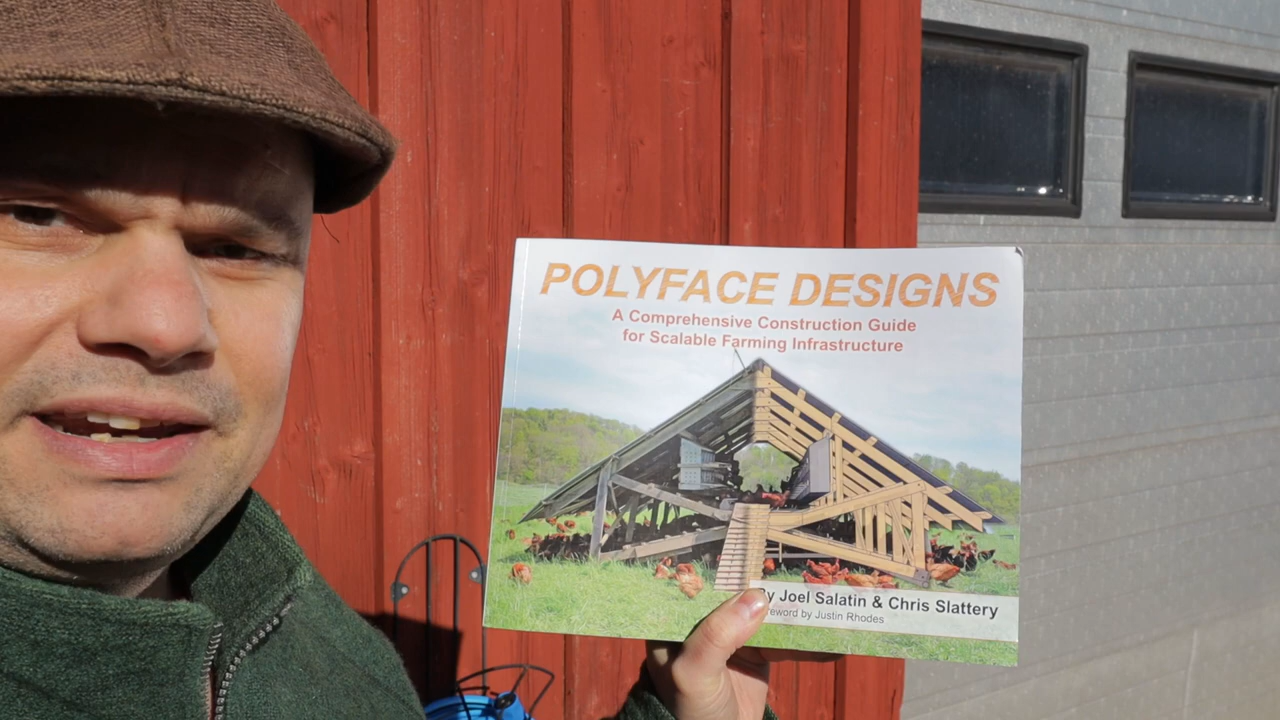 POLYFACE DESIGNS
A Comprehensive Construction Guide
for Scalable Farming Infrastructure
Joel Salatin & Chris Slattery
by Justin Rhodes